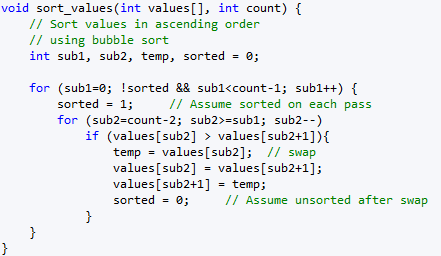 void sort_values(int values[], int count) {
    // Sort values in ascending order
    // using bubble sort
    int sub1, sub2, temp, sorted = 0;

    for (sub1=0; !sorted && sub1<count-1; sub1++) {
        sorted = 1;     // Assume sorted on each pass
        for (sub2=count-2; sub2>=sub1; sub2--)
            if (values[sub2] > values[sub2+1]){
                temp = values[sub2];  // swap
                values[sub2] = values[sub2+1];
                values[sub2+1] = temp;
                sorted = 0;     // Assume unsorted after swap
            }
    }
}